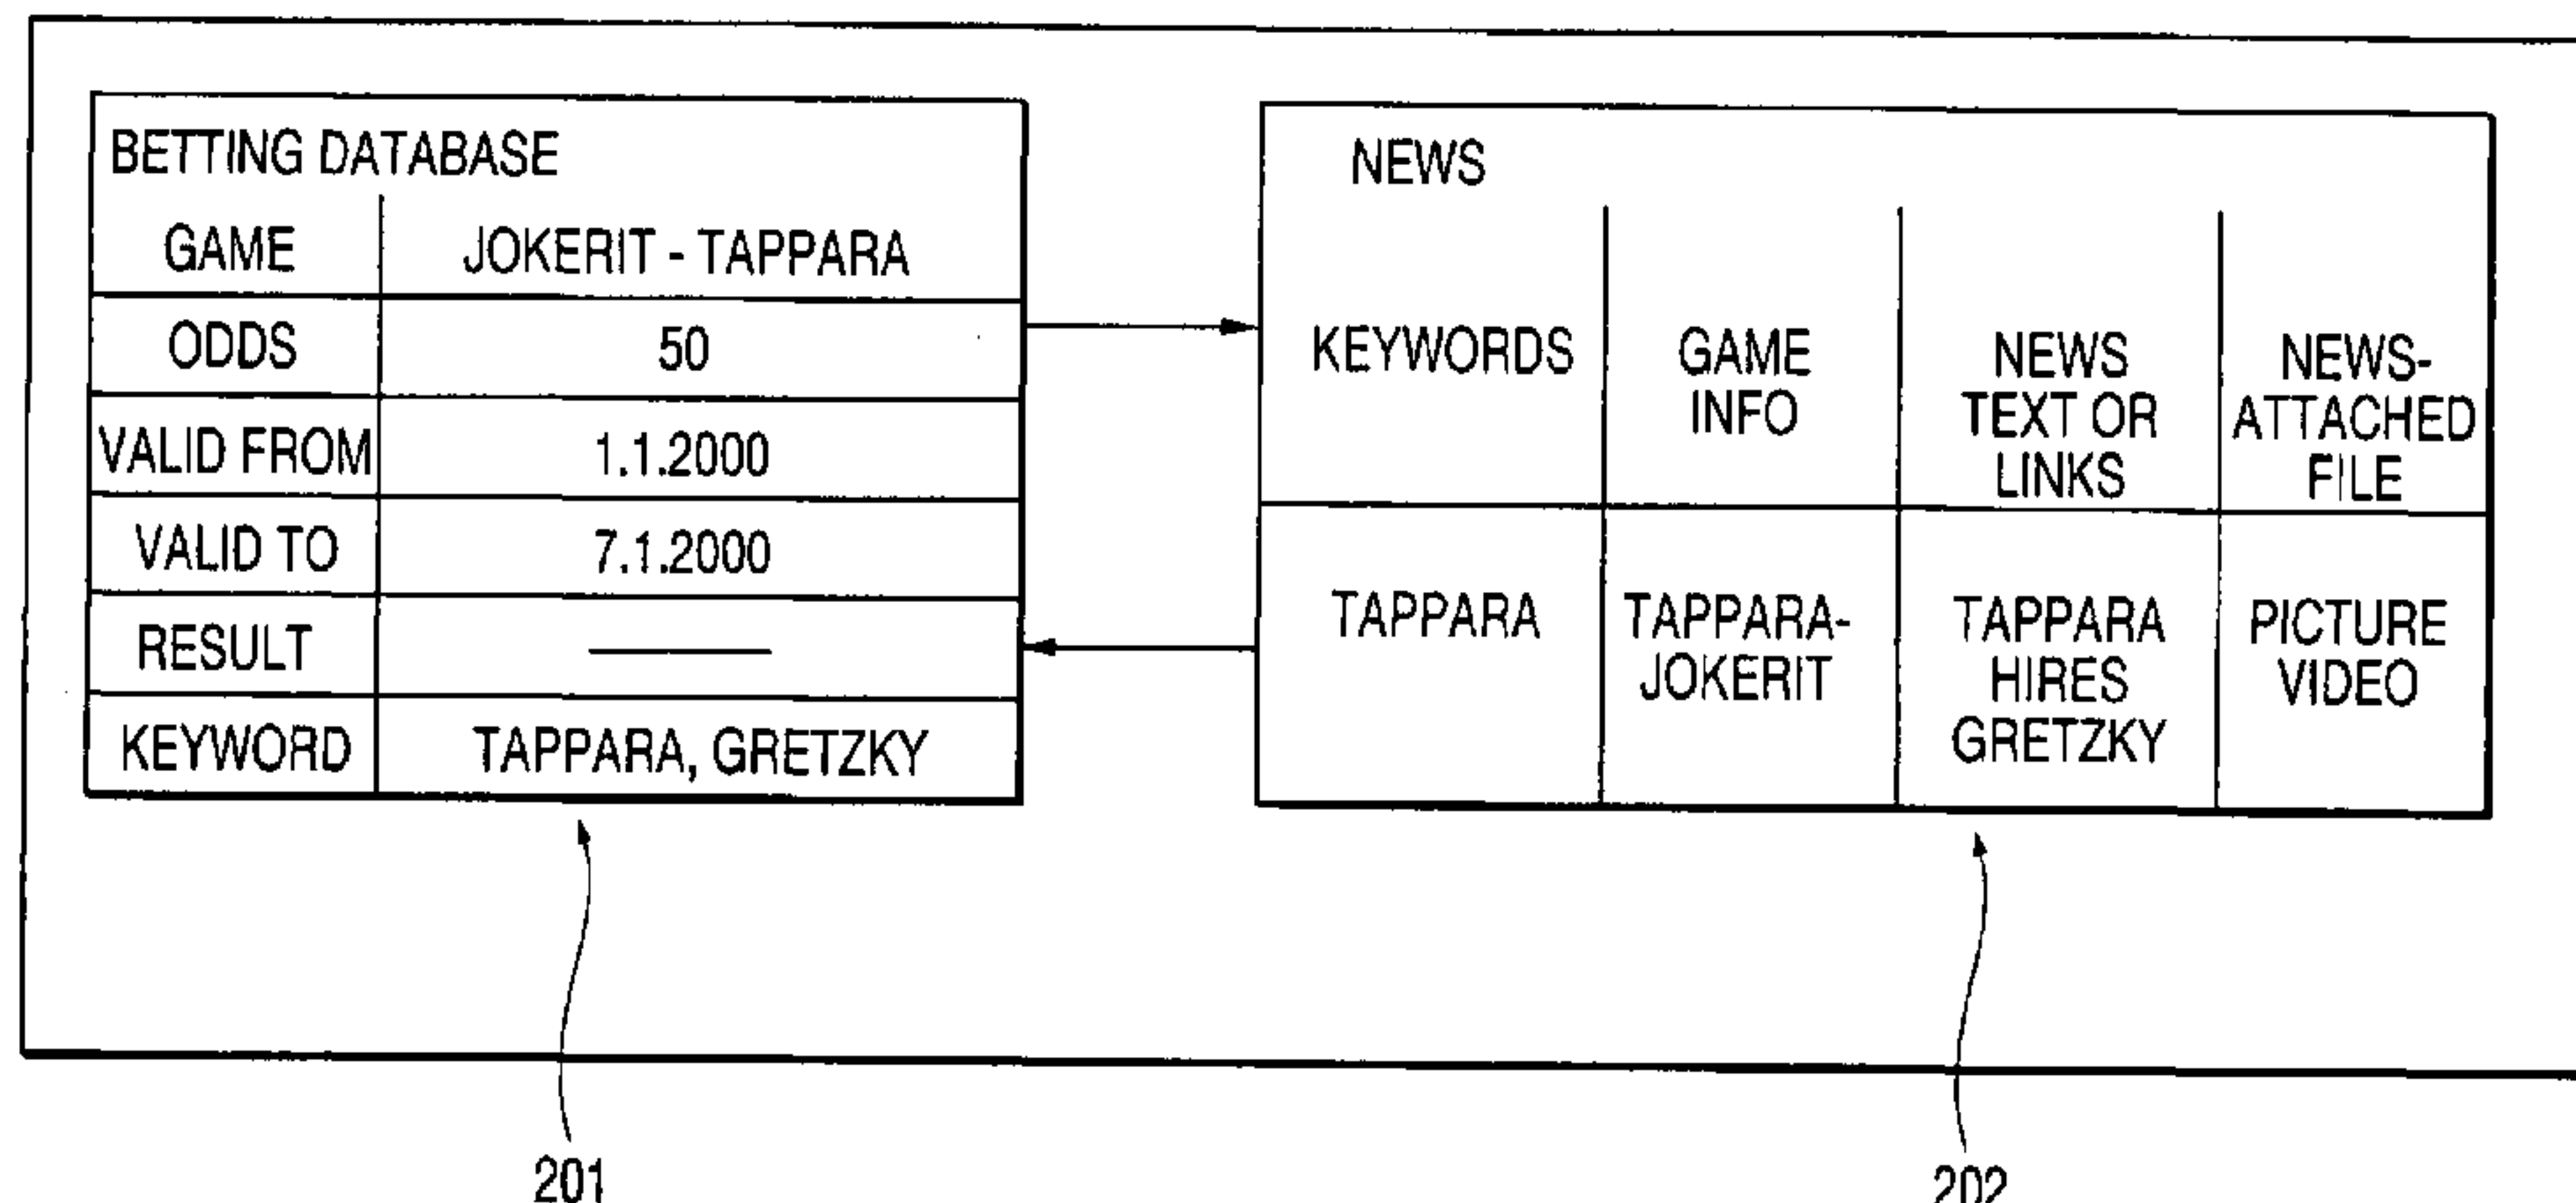 BETTING DATABASE
GAME JOKERIT - TAPPARA
ODDS 50
VALID FROM 1.1.2000
VALID TO 7.1.2000
RESULT
KEYWORD TAPPARA, GRETZKY
NEWS
KEYWORDS
GAME
INFO
NEWS
TEXT OR
LINKS
NEWS-
ATTACHED
FILE
TAPPARA
TAPPARA-
JOKERIT
TAPPARA
HIRES
GRETZKY
PICTURE
VIDEO
201
202